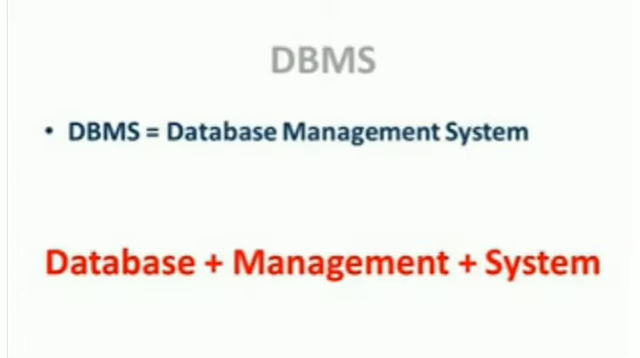 DBMS
• DBMS = Database Management System
Database + Management + System